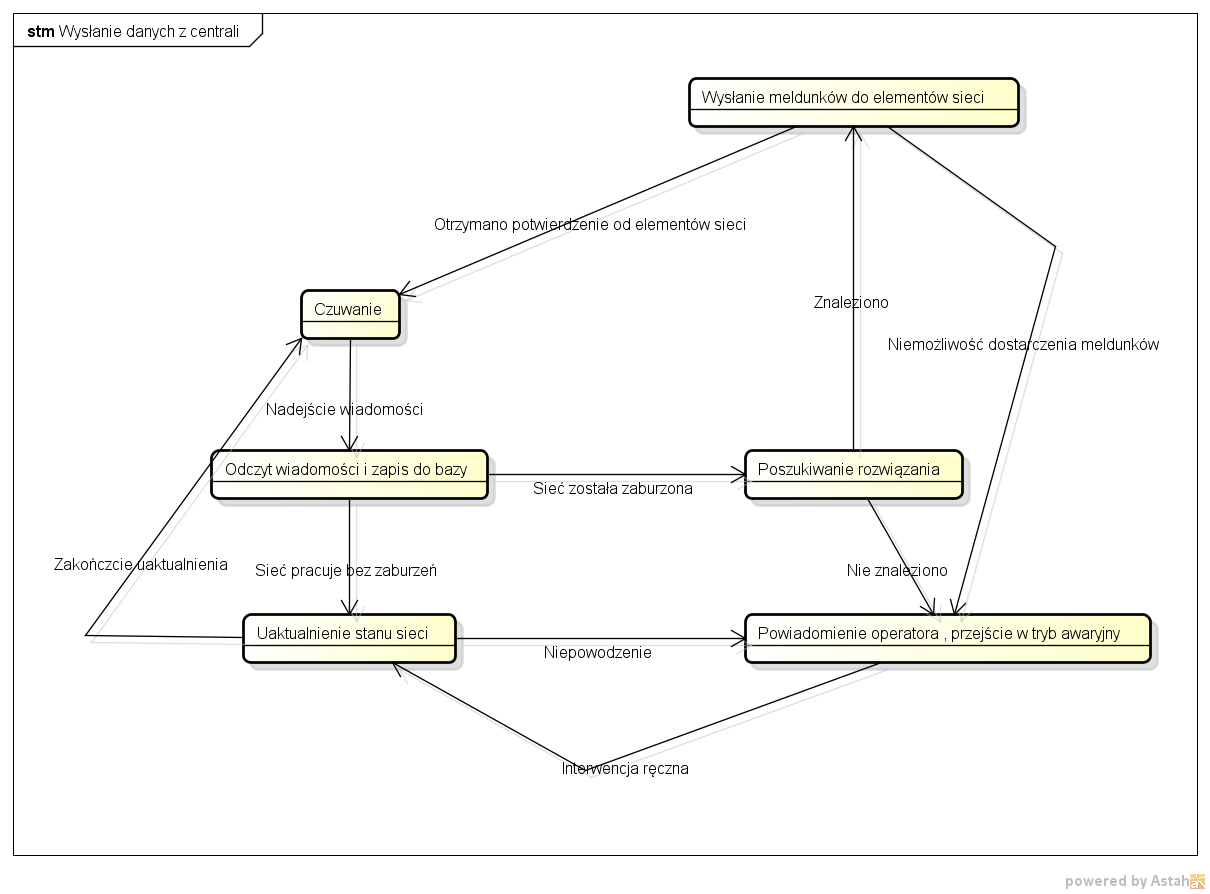 stm Wysłanie danych z centrali
Wysłanie meldunków do elementów sieci
Otrzymano potwierdzenie od elementów sieci
Znaleziono
Czuwanie
Niemożliwość dostarczenia meldunków
Nadejście wiadomości
Odczyt wiadomości i zapis do bazy
Poszukiwanie rozwiązania
Sieć została zaburzona
Zakończcie uaktualnienia
Sieć pracuje bez zaburzeń
Nie znaleziono
Uaktualnienie stanu sieci
Powiadomienie operatora , przejście w tryb awaryjny
Niepowodzenie
Interwencja ręczna
powered by Astah